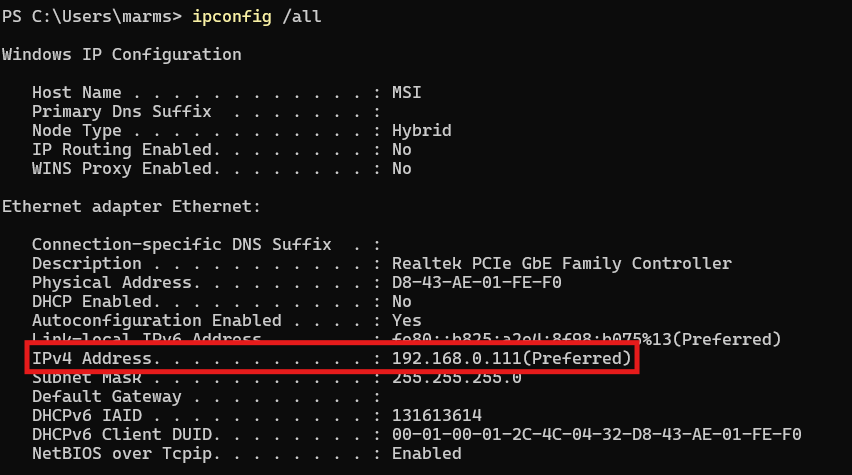 PS C:\Users\marms> ipconfig /all
Windows IP Configuration
Host Name . . . . . . . . . . . . : MSI
Primary Dns Suffix  . . . . . . . :
Node Type . . . . . . . . . . . . : Hybrid
IP Routing Enabled. . . . . . . . : No
WINS Proxy Enabled. . . . . . . . : No
Ethernet adapter Ethernet:
Connection-specific DNS Suffix  . :
Description . . . . . . . . . . . : Realtek PCIe GbE Family Controller
Physical Address. . . . . . . . . : D8-43-AE-01-FE-F0
DHCP Enabled. . . . . . . . . . . : No
Autoconfiguration Enabled . . . . : Yes
Link-local IPv6 Address . . . . . : fe80::b825:a2e4:8f98:b075%13(Preferred)
IPv4 Address. . . . . . . . . . . : 192.168.0.111(Preferred)
Subnet Mask . . . . . . . . . . . : 255.255.255.0
Default Gateway . . . . . . . . . :
DHCPv6 IAID . . . . . . . . . . . : 131613614
DHCPv6 Client DUID. . . . . . . . : 00-01-00-01-2C-4C-04-32-D8-43-AE-01-FE-F0
NetBIOS over Tcpip. . . . . . . . : Enabled